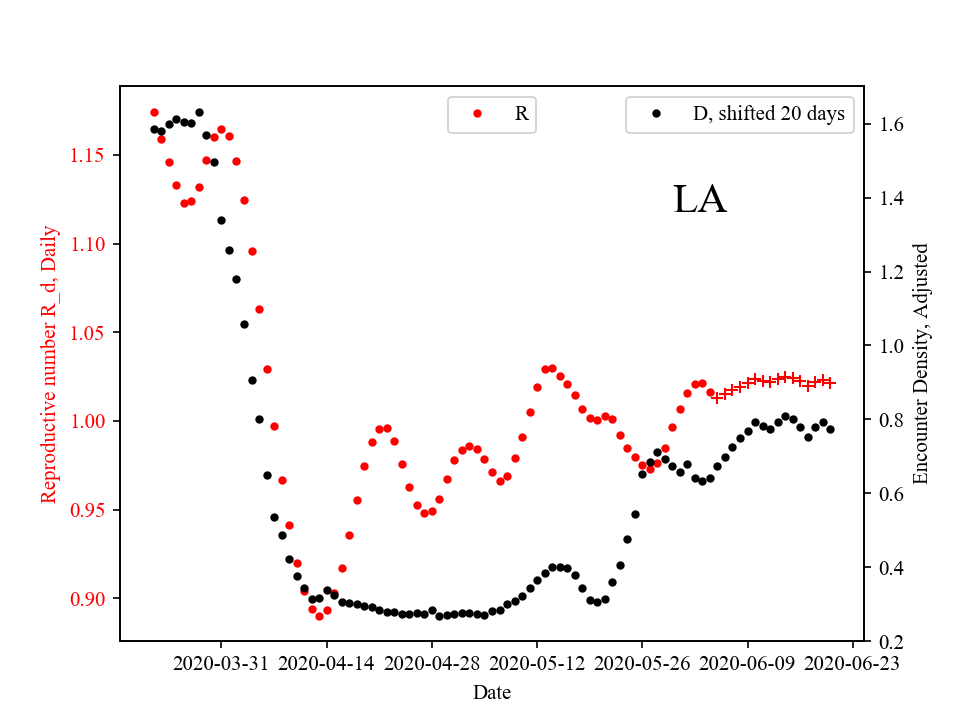 R
D, shifted 20 days
LA
Reproductive number R_d, Daily
1.15
1.10
1.05
1.00
0.95
0.90
Encounter Density, Adjusted
1.6
1.4
1.2
1.0
0.8
0.6
0.4
0.2
2020-03-31 2020-04-14 2020-04-28 2020-05-12 2020-05-26 2020-06-09 2020-06-23
Date